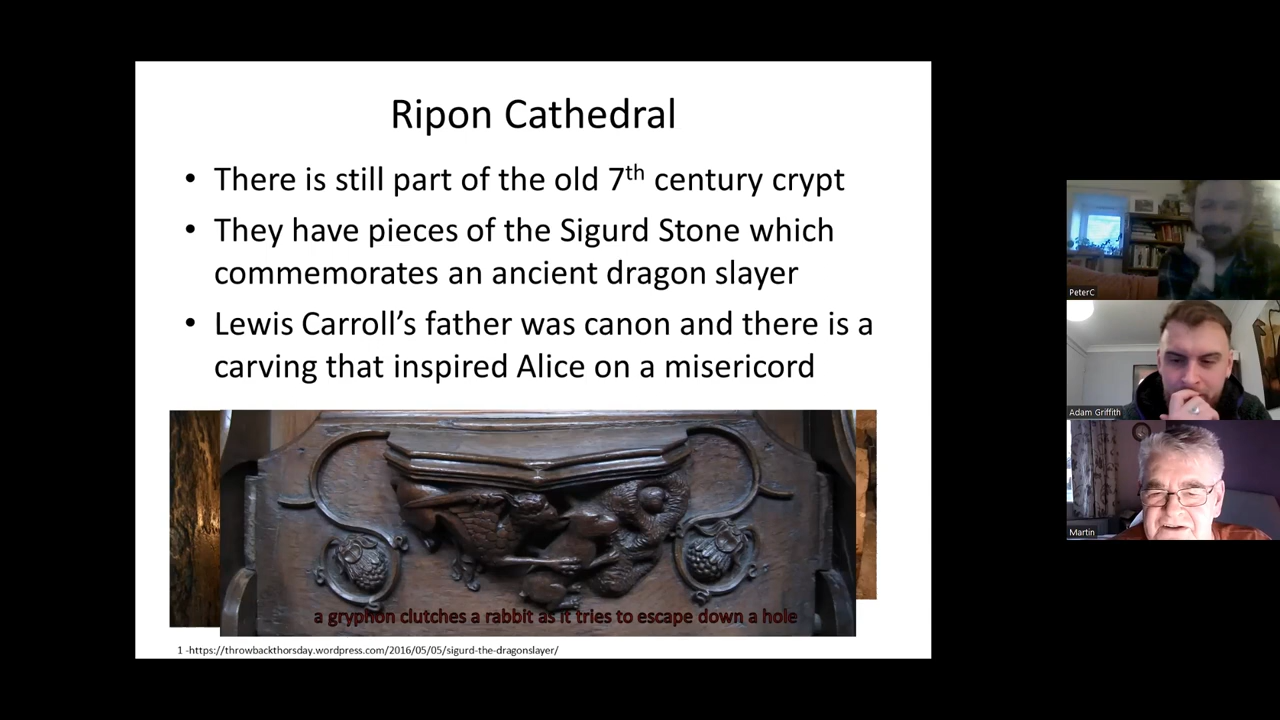 Ripon Cathedral
• There is still part of the old 7th century crypt
• They have pieces of the Sigurd Stone which
commemorates an ancient dragon slayer
• Lewis Carroll’s father was canon and there is a
carving that inspired Alice on a misericord
a gryphon clutches a rabbit as it tries to escape down a hole
1 -https://throwbackthorsday.wordpress.com/2016/05/05/sigurd-the-dragonslayer/
PeterC
Adam Griffith
Martin